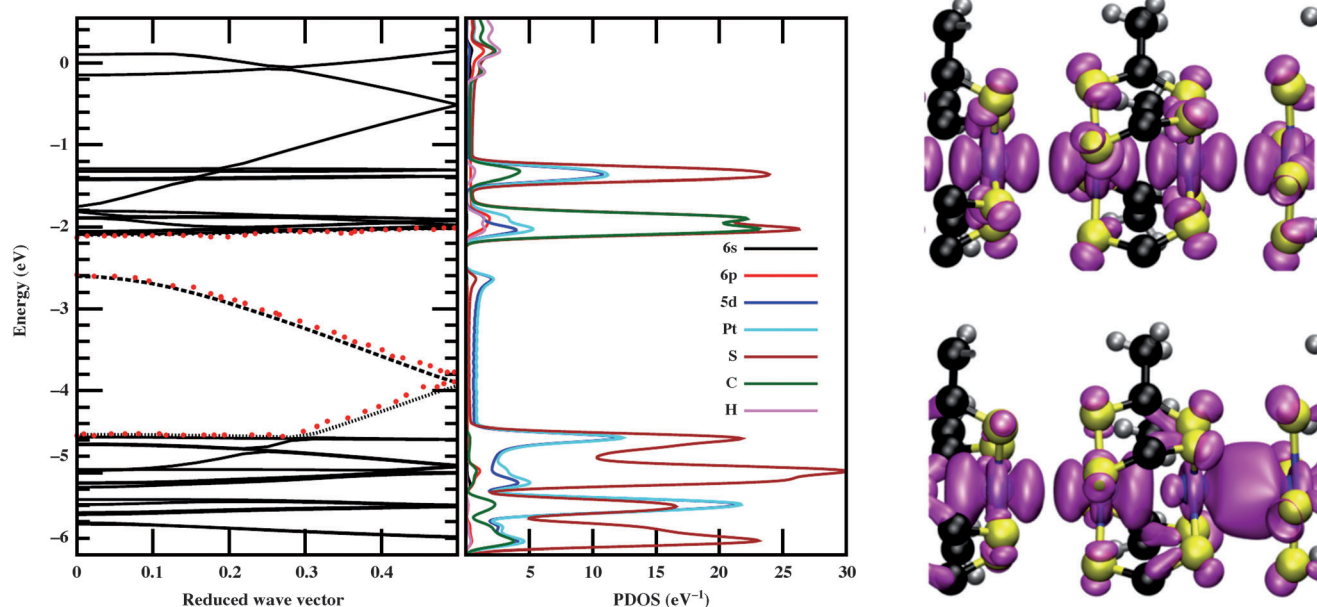 Energy (eV)
0
−1
−2
−3
−4
−5
−6
0 0.1 0.2 0.3 0.4
Reduced wave vector
6s
6p
5d
Pt
S
C
H
5 10 15 20 25 30
PDOS (eV⁻¹)